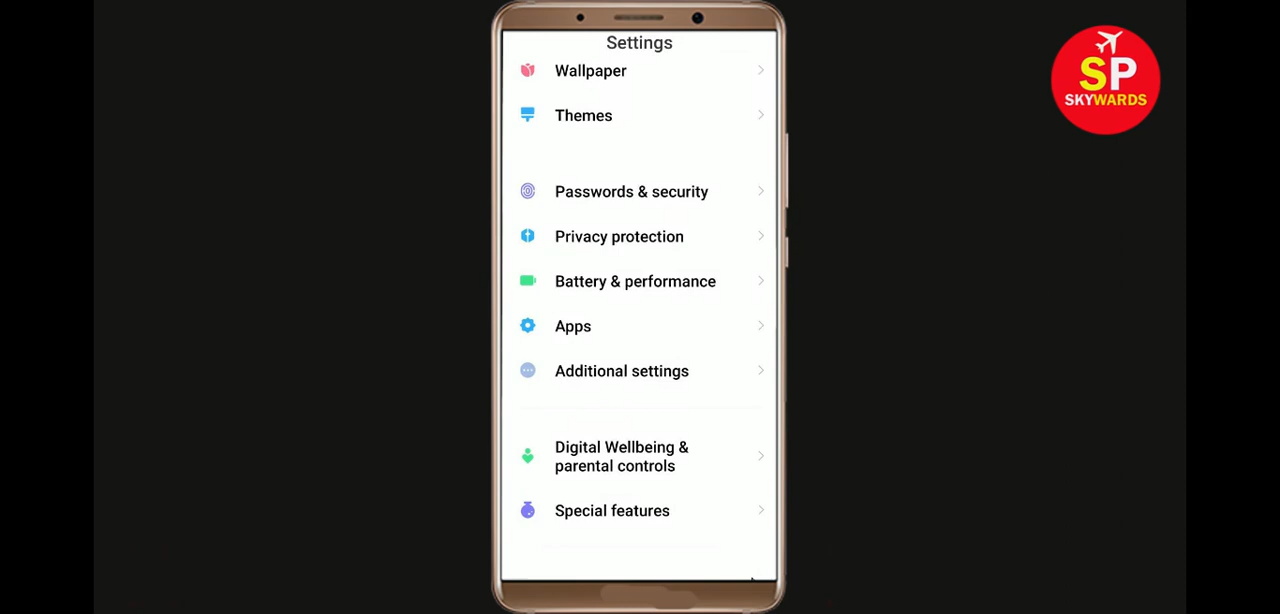 Settings
Wallpaper
Themes
Passwords & security
Privacy protection
Battery & performance
Apps
Additional settings
Digital Wellbeing &
parental controls
Special features
SP
SKYWARDS